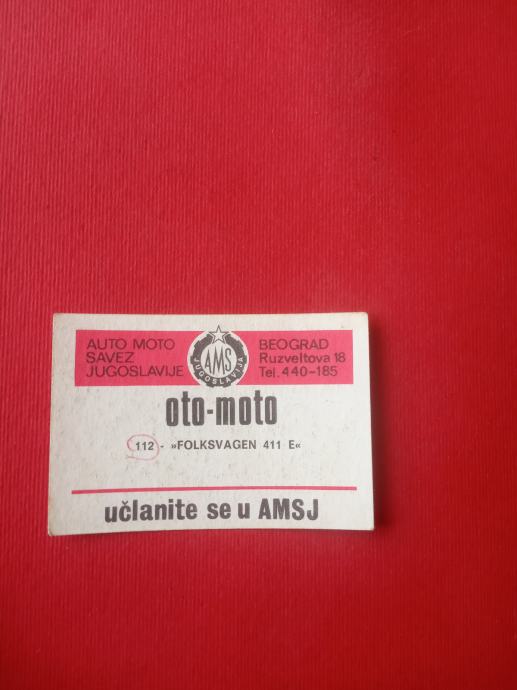 AUTO MOTO
SAVEZ
JUGOSLAVIJE
AMS
JUGOSLAVIJA
BEOGRAD
Ruzveltova 18
Tel. 440-185
oto-moto
112 - »FOLKSVAGEN 411 E«
učlanite se u AMSJ